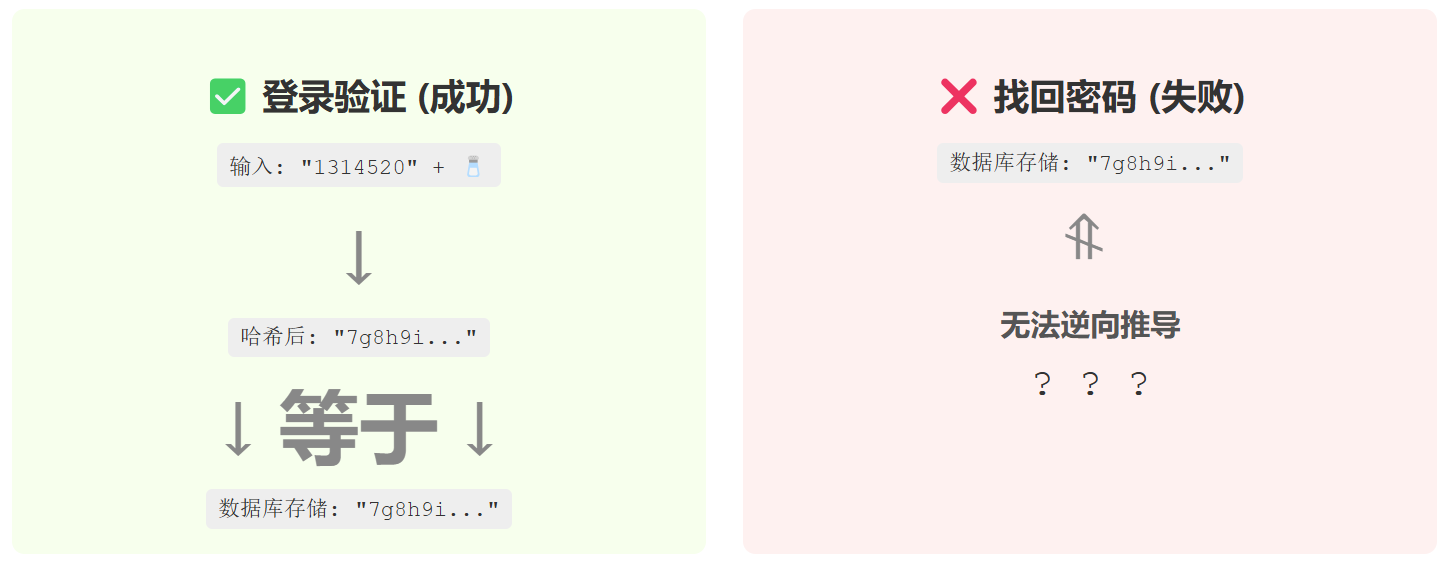 ✅ 登录验证 (成功)
输入: "1314520" + 🧂
↓
哈希后: "7g8h9i..."
↓ 等于 ↓
数据库存储: "7g8h9i..."
❌ 找回密码 (失败)
数据库存储: "7g8h9i..."
⇑
无法逆向推导
? ? ?